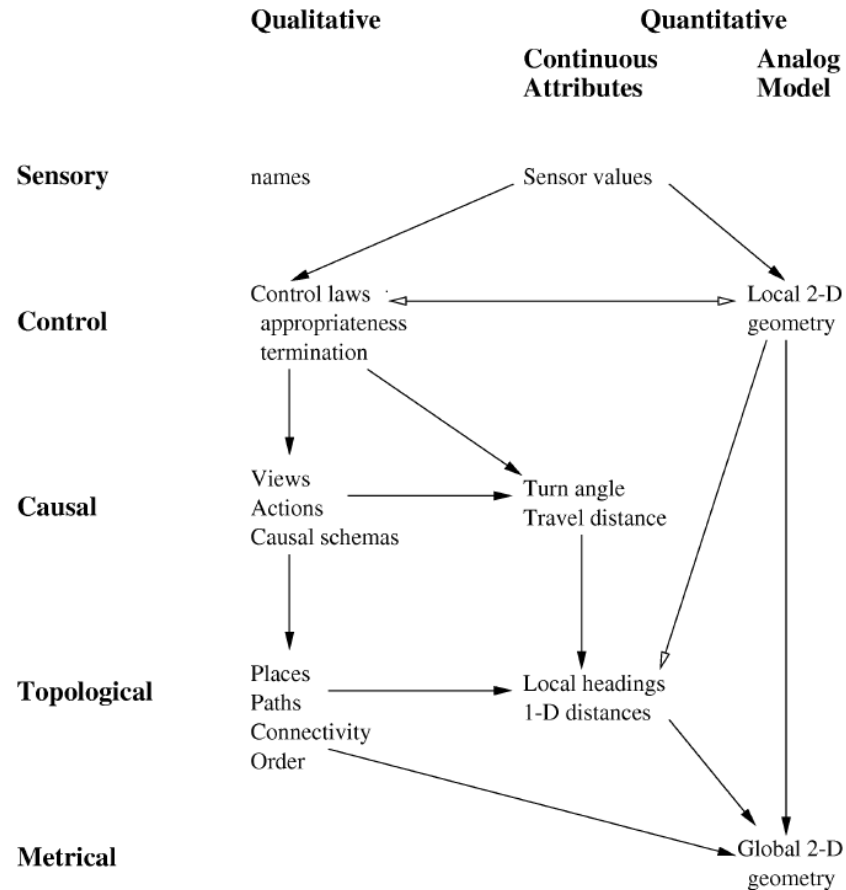 Qualitative
Quantitative
Continuous
Attributes
Analog
Model
Sensory
names
Sensor values
Control
Control laws
appropriateness
termination
Local 2-D
geometry
Causal
Views
Actions
Causal schemas
Turn angle
Travel distance
Topological
Places
Paths
Connectivity
Order
Local headings
1-D distances
Metrical
Global 2-D
geometry